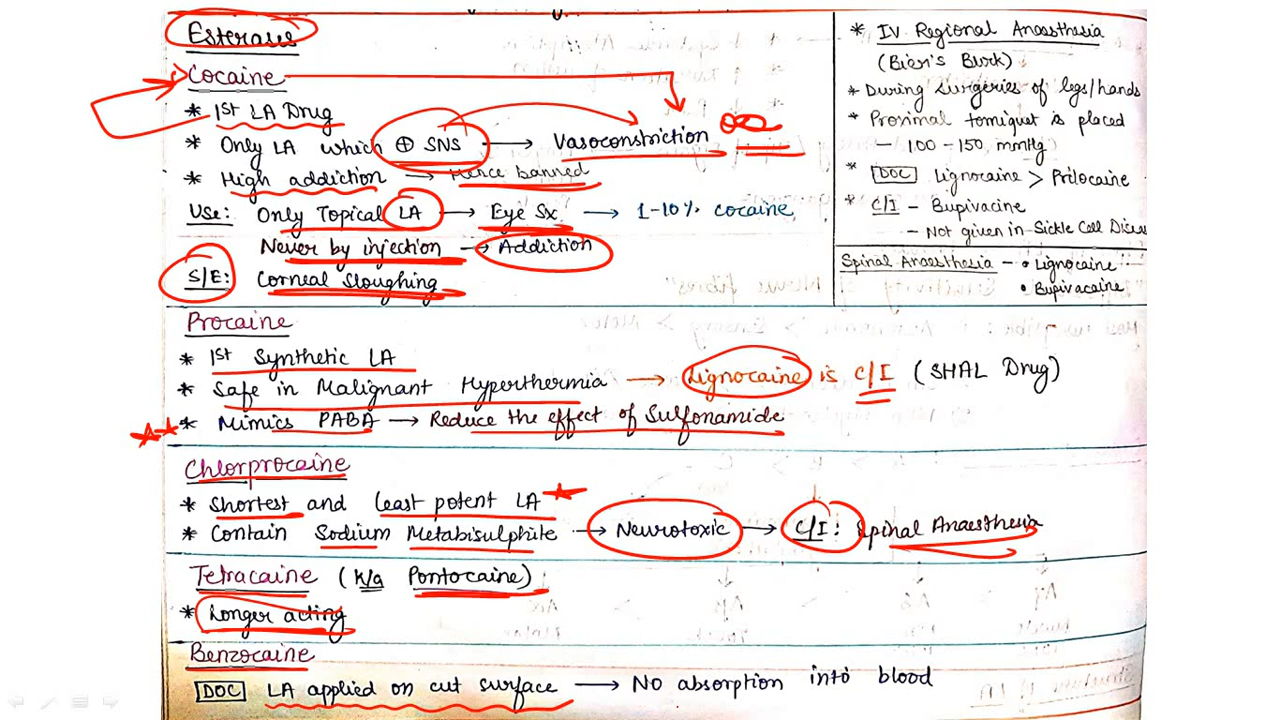 Esterases
Cocaine
* 1st LA Drug
* Only LA which ⊕ SNS → Vasoconstriction
* High addiction → Hence banned
Use: Only Topical LA → Eye Sx → 1-10% cocaine
Never by injection → Addiction
S/E: Corneal Sloughing
* IV Regional Anaesthesia
(Bier's Block)
* During surgeries of legs/hands
* Proximal torniquet is placed
- 100-150 mmHg
* DOC Lignocaine > Prilocaine
* C/I - Bupivacine
- Not given in Sickle Cell
Spinal Anaesthesia - • Lignocaine
• Bupivacaine
Procaine
* 1st Synthetic LA
* Safe in Malignant Hyperthermia → Lignocaine is C/I (SHAL Drug)
* Mimics PABA → Reduce the effect of Sulfonamide
Chlorprocaine
* Shortest and least potent LA
* Contain Sodium Metabisulphite → Neurotoxic → C/I: Spinal Anaesthesia
Tetracaine (K/a Pontocaine)
* Longer acting
Benzocaine
DOC LA applied on cut surface → No absorption into blood